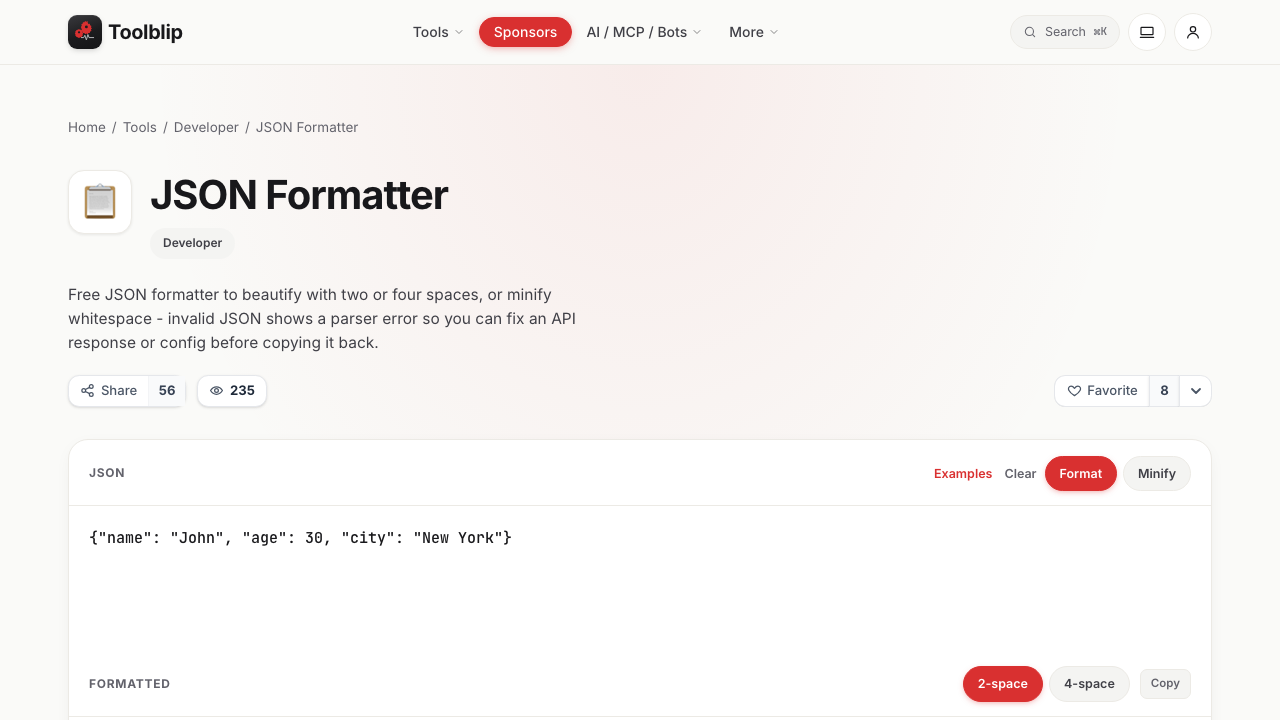 Toolblip
Tools
Sponsors
AI / MCP / Bots
More
Search ⌘K
Home / Tools / Developer / JSON Formatter
JSON Formatter
Developer
Free JSON formatter to beautify with two or four spaces, or minify
whitespace - invalid JSON shows a parser error so you can fix an API
response or config before copying it back.
Share 56
235
Favorite 8
JSON
Examples Clear Format Minify
{"name": "John", "age": 30, "city": "New York"}
FORMATTED
2-space 4-space Copy